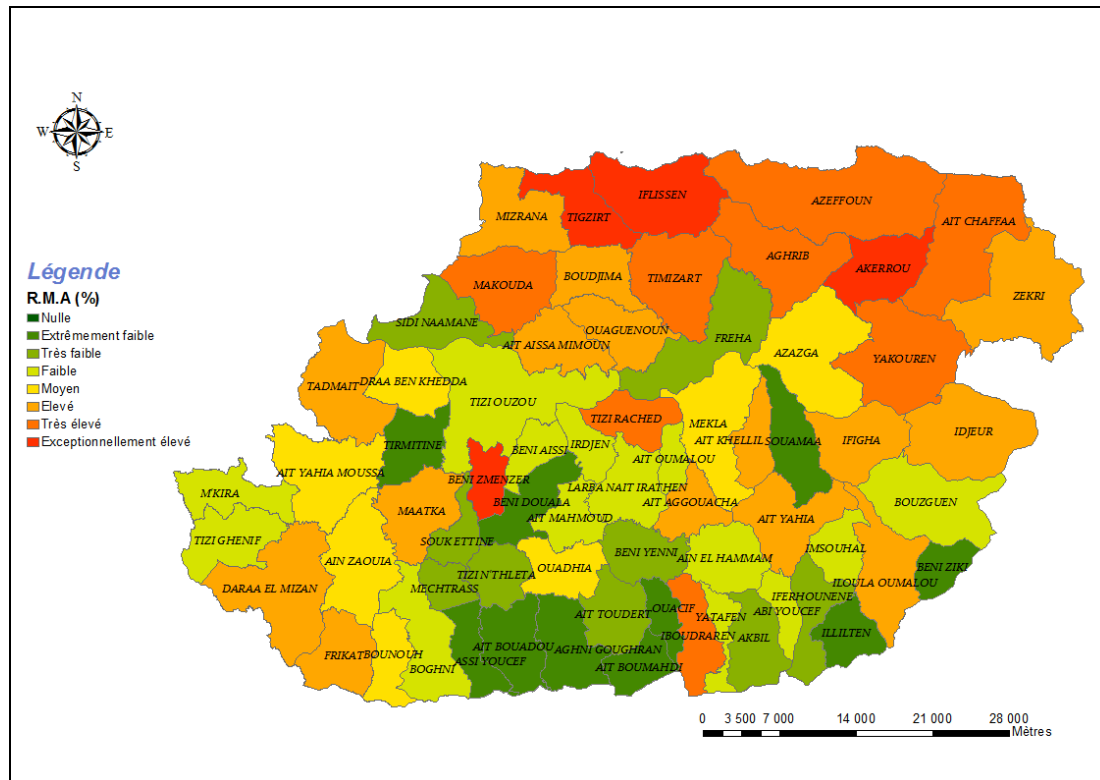 N
W E
S
Légende
R.M.A (%)
Nulle
Extrêmement faible
Très faible
Faible
Moyen
Elevé
Très élevé
Exceptionnellement élevé
MIZRANA
TIGZIRT
IFLISSEN
AZEFFOUN
AIT CHAFFAA
MAKOUDA
BOUDJIMA
TIMIZART
AGHRIB
AKERROU
ZEKRI
SIDI NAAMANE
AIT AISSA MIMOUN
OUAGUENOUN
FREHA
AZAZGA
YAKOUREN
TADMAIT
DRAA BEN KHEDDA
TIZI OUZOU
TIZI RACHED
MEKLA
TIRMITINE
BENI AISSI
IRDJEN
AIT OUMALOU
AIT KHELLIL
SOUAMAA
IFIGHA
IDJEUR
AIT YAHIA MOUSSA
BENI ZMENZER
BENI DOUALA
LARBA NAIT IRATHEN
M'KIRA
MAATKA
AIT MAHMOUD
AIT AGGOUACHA
AIT YAHIA
BOUZGUEN
TIZI GHENIF
SOUK ETTINE
BENI YENNI
AIN EL HAMMAM
IMSOUHAL
AIN ZAOUIA
TIZI N'THLETA
OUADHIA
BENI ZIKI
DARAA EL MIZAN
MECHTRASS
ILOULA OUMALOU
IFERHOUNENE
AIT TOUDERT
OUACIF
YATAFEN
ABI YOUCEF
AKBIL
ILLILTEN
IBOUDRAREN
FRIKAT
BOUNOUH
BOGHNI
ASSI YOUCEF
AIT BOUADOU
AGHNI GOUGHRAN
AIT BOUMAHDI
0 3 500 7 000 14 000 21 000 28 000
Mètres